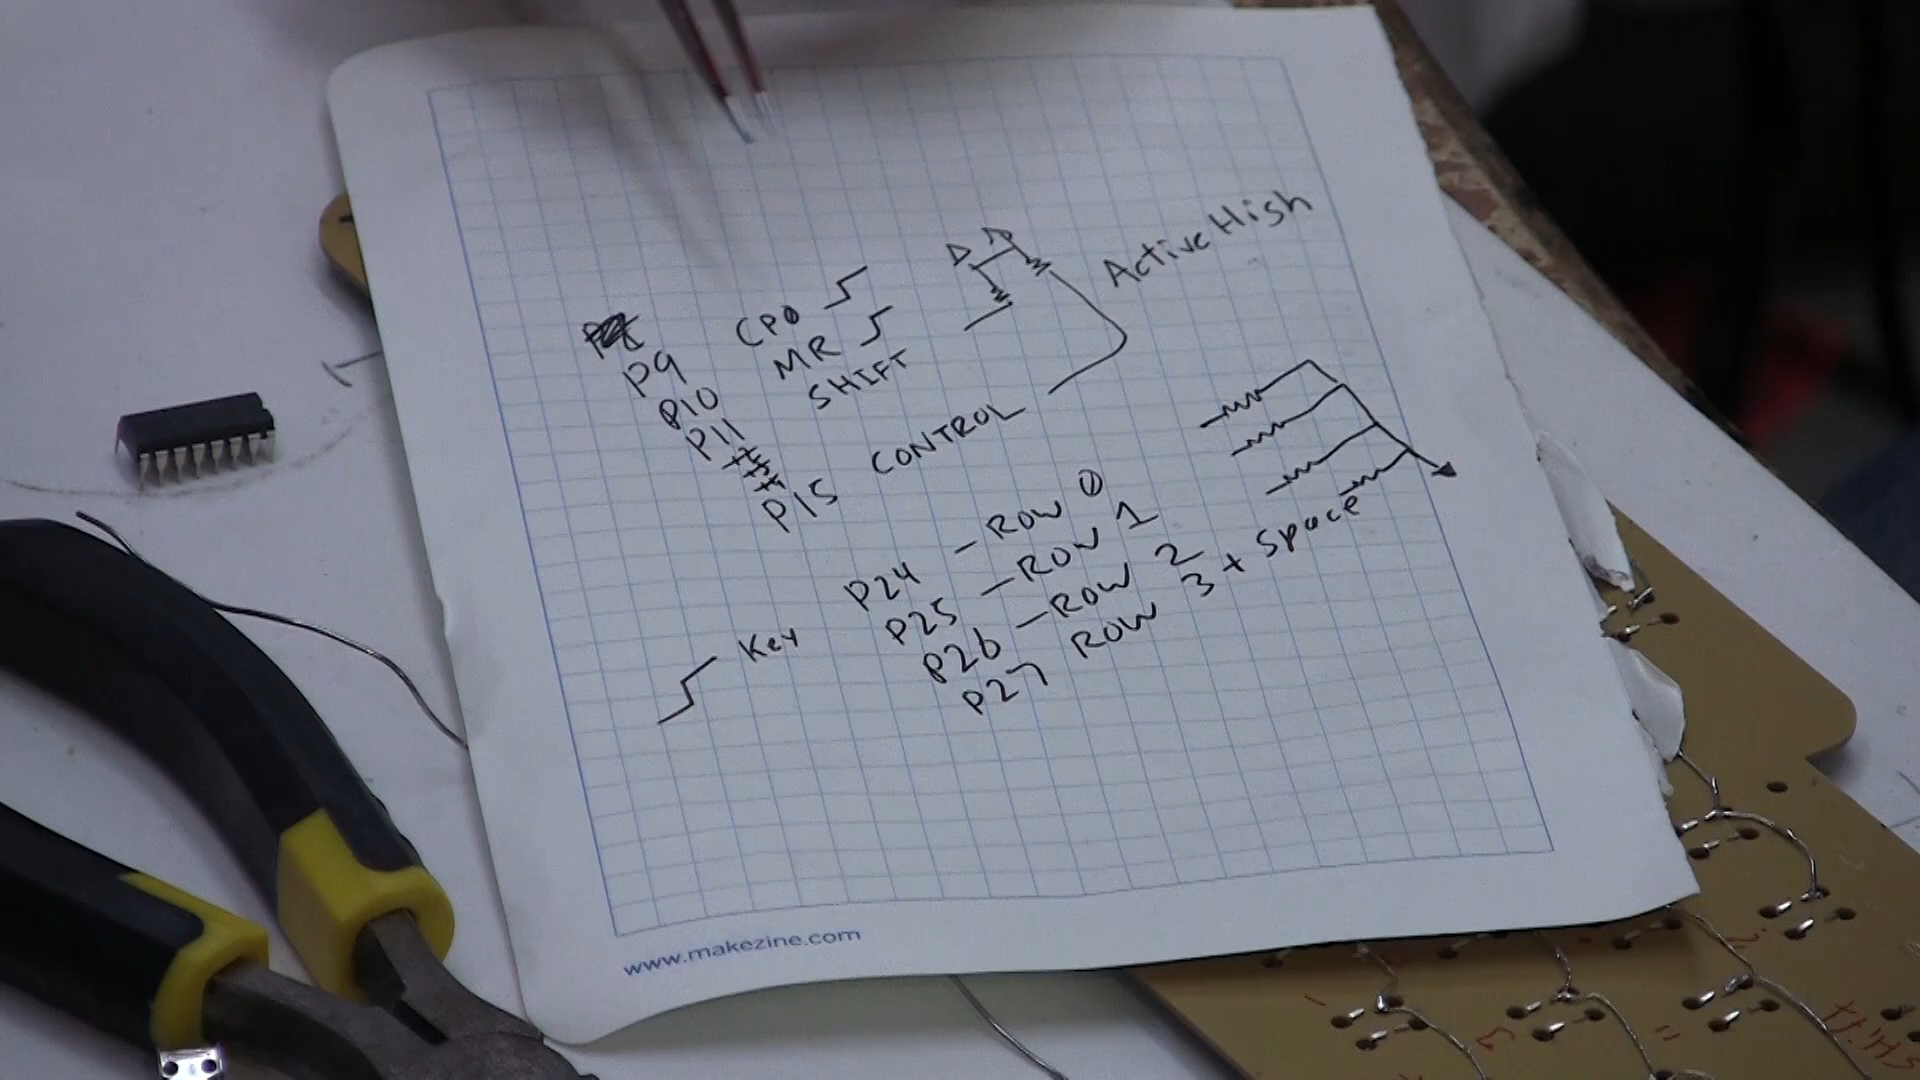 P9 CP0
P10 MR
P11 SHIFT
P15 CONTROL
Active High
P24 - ROW 0
P25 - ROW 1
P26 - ROW 2
P27 ROW 3 + Space
Key
www.makezine.com
Shift